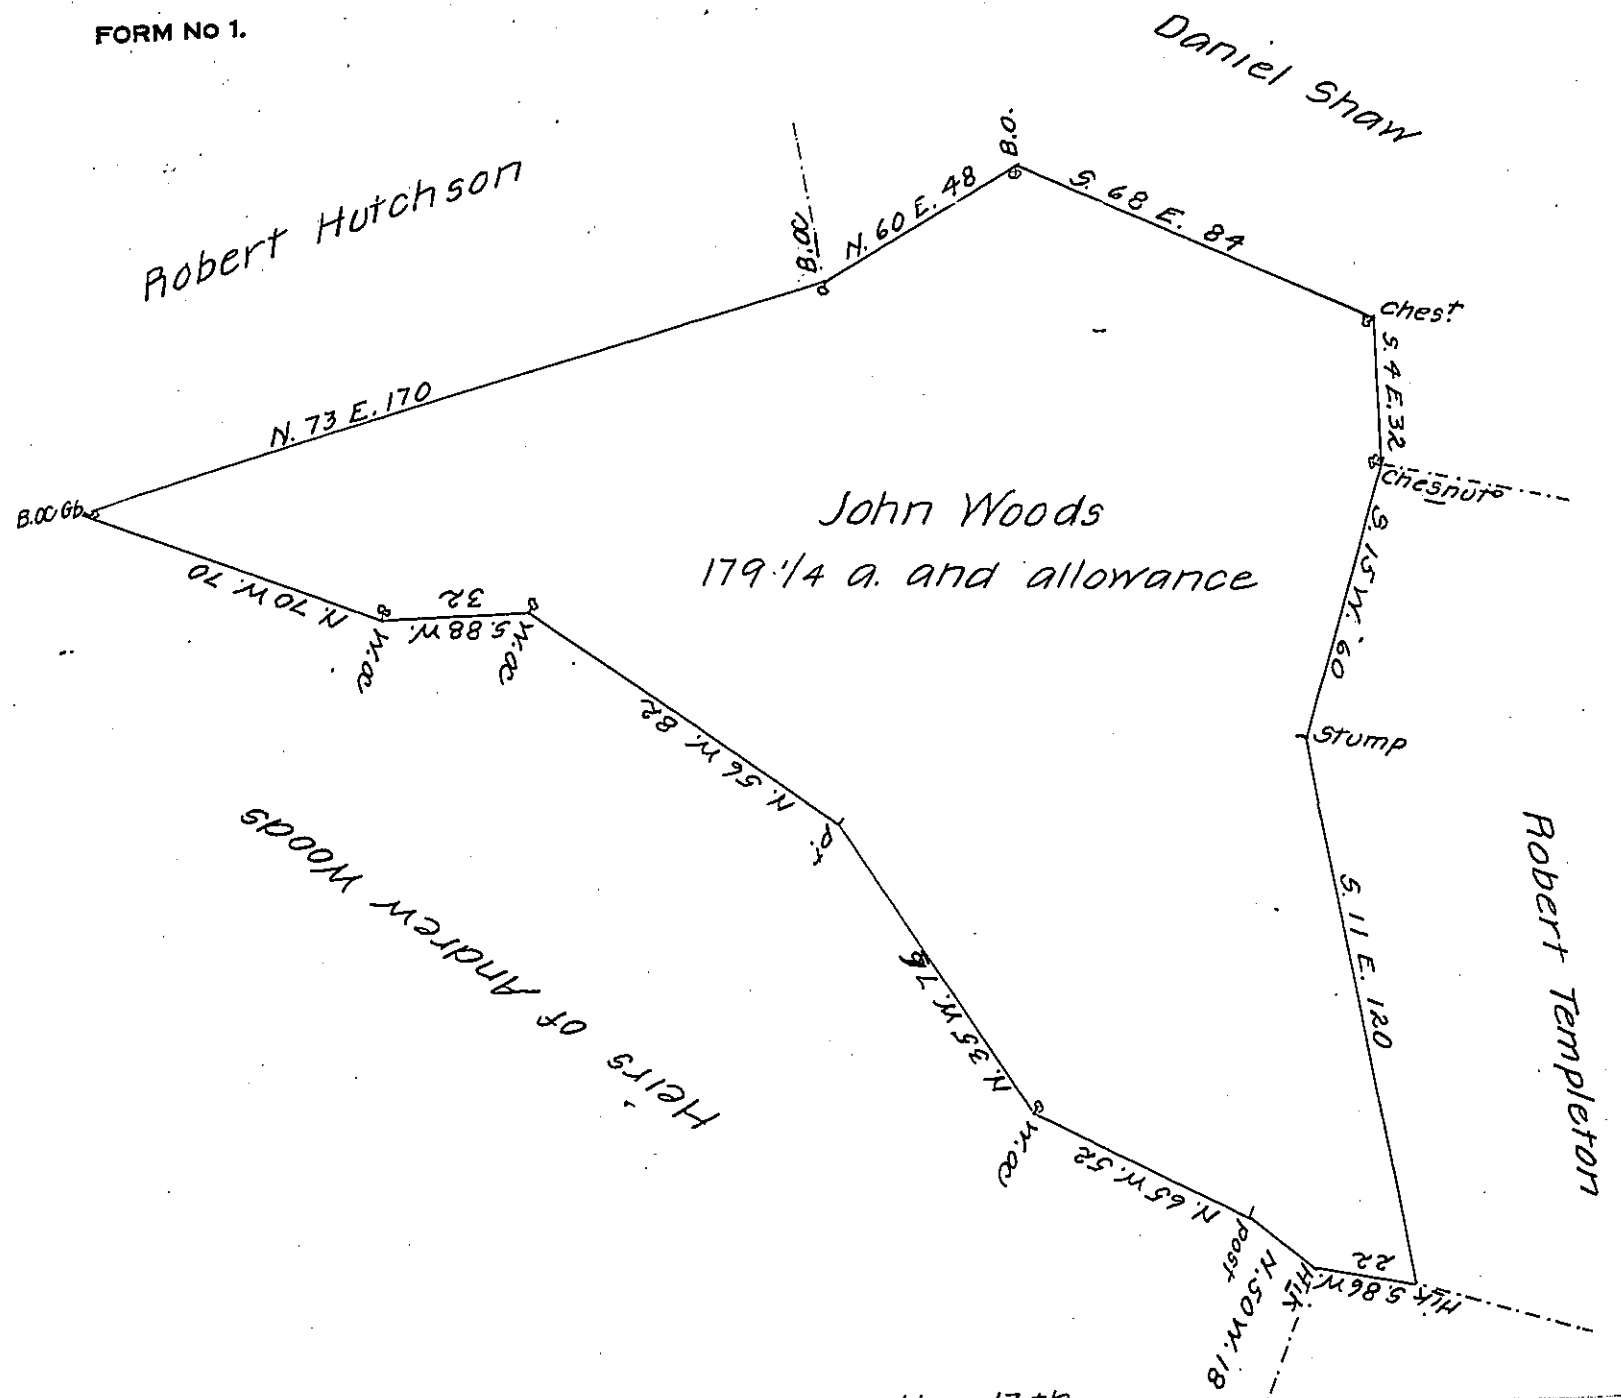 FORM NO 1.
Daniel Shaw
Robert Hutchson
B.O.
S. 68 E. 84
N. 60 E. 48
B.O.
Chest
S. 4 E. 32
N. 73 E. 170
Chesnut
B.O Gb.
John Woods
179 1/4 a. and allowance
S. 15 W. 60
N. 70 W. 70
S. 88 W. 32
W.O
W.O
Stump
N. 56 W. 82
P.t
Heirs of Andrew Woods
S. 11 E. 120
Robert Templeton
N. 35 W. 76
W.O
N. 65 W. 52
Post
N. 50 W. 18
Hik
S. 86 W. 22
Hik